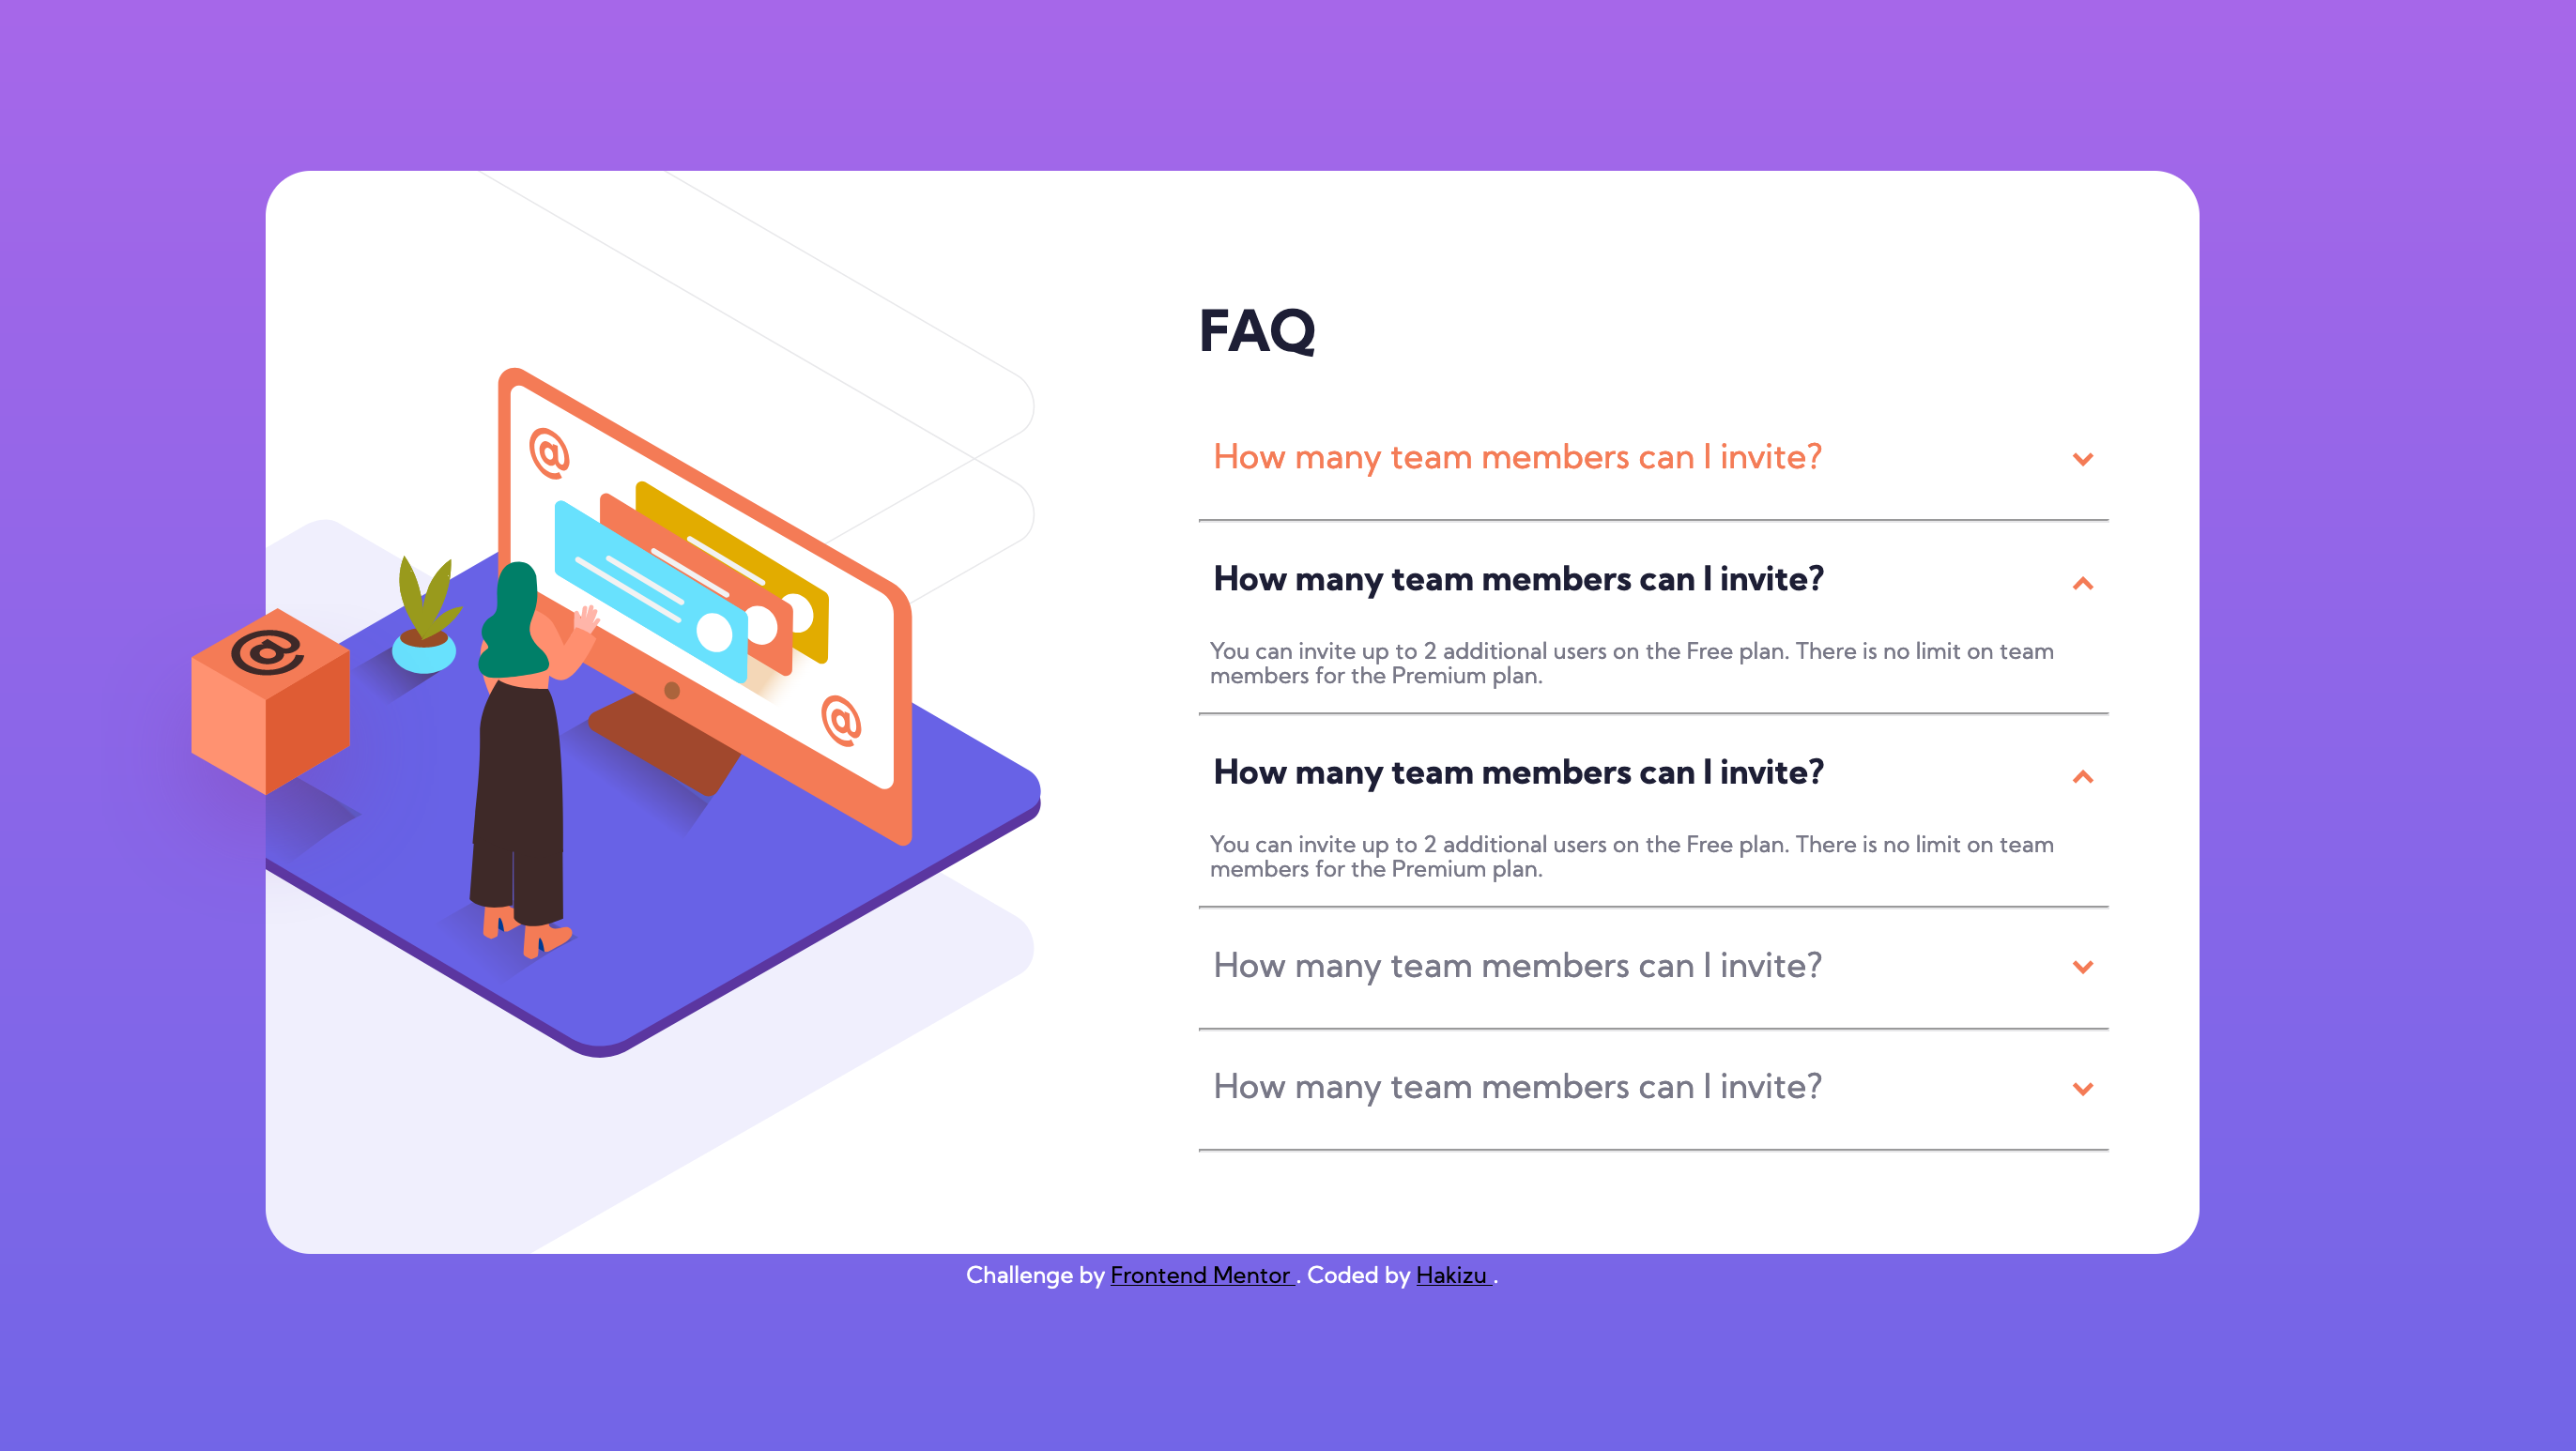 FAQ
How many team members can I invite?
How many team members can I invite?
You can invite up to 2 additional users on the Free plan. There is no limit on team
members for the Premium plan.
How many team members can I invite?
You can invite up to 2 additional users on the Free plan. There is no limit on team
members for the Premium plan.
How many team members can I invite?
How many team members can I invite?
@
@
@
Challenge by Frontend Mentor . Coded by Hakizu .